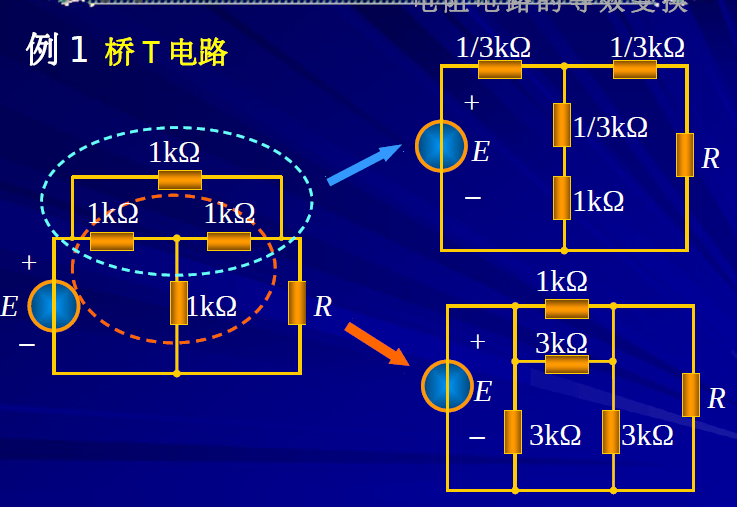 电阻电路的等效变换
例 1 桥 T 电路
1kΩ
1kΩ 1kΩ
1kΩ
+
E
−
R
1/3kΩ 1/3kΩ
+
E
−
1/3kΩ
1kΩ
R
1kΩ
3kΩ
+
E
−
3kΩ 3kΩ
R